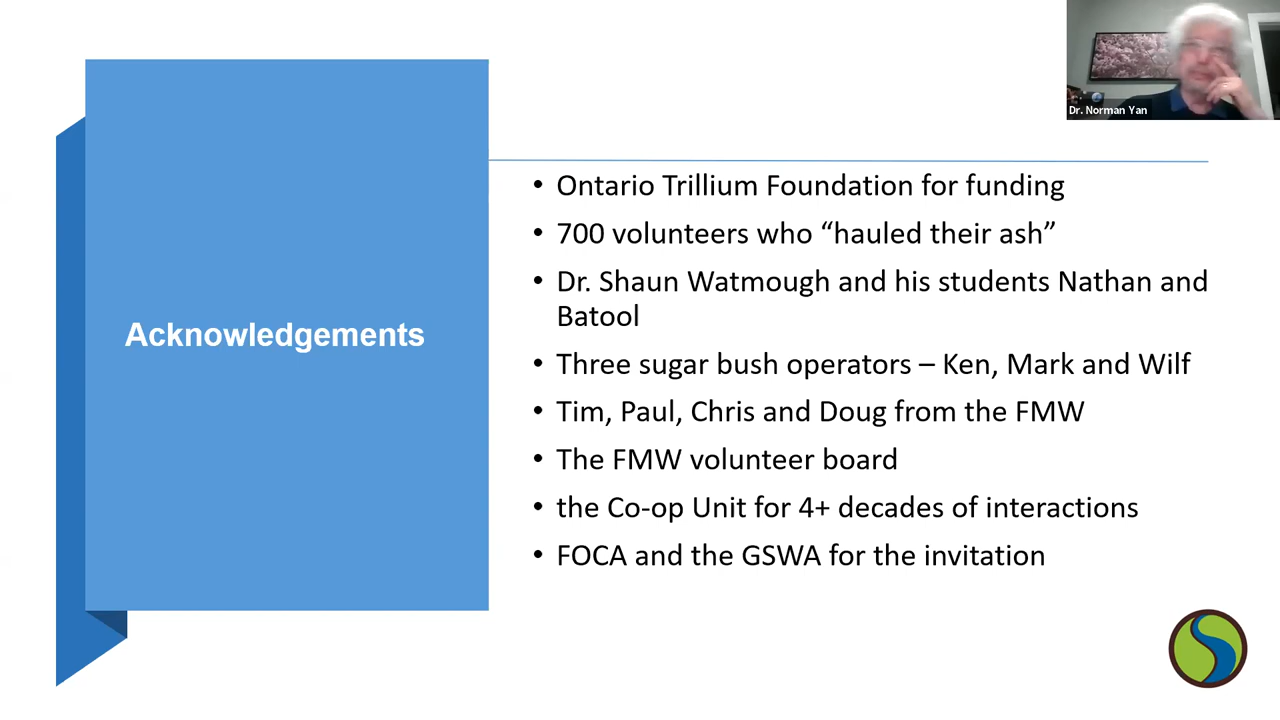 Dr. Norman Yan
Acknowledgements
• Ontario Trillium Foundation for funding
• 700 volunteers who “hauled their ash”
• Dr. Shaun Watmough and his students Nathan and
Batool
• Three sugar bush operators – Ken, Mark and Wilf
• Tim, Paul, Chris and Doug from the FMW
• The FMW volunteer board
• the Co-op Unit for 4+ decades of interactions
• FOCA and the GSWA for the invitation